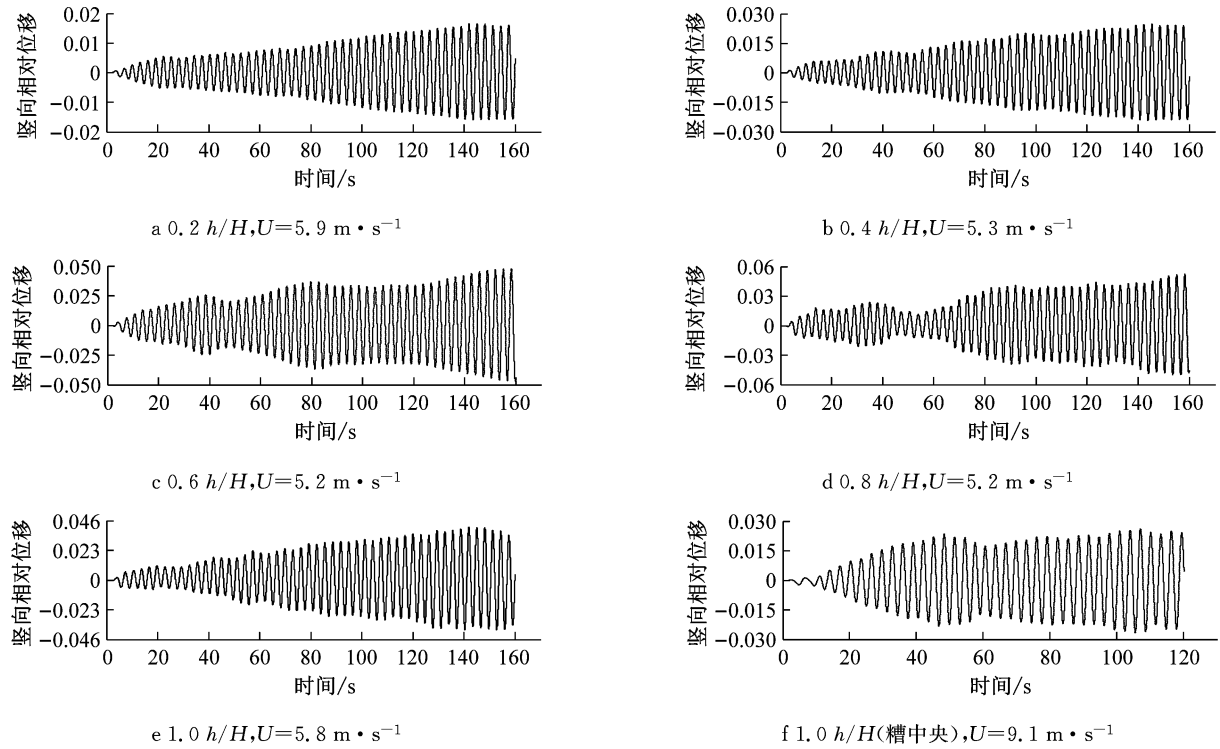 竖向相对位移
0.02
0.01
0
−0.01
−0.02
0 20 40 60 80 100 120 140 160
时间/s
a 0.2 h/H,U=5.9 m·s⁻¹
竖向相对位移
0.030
0.015
0
−0.015
−0.030
0 20 40 60 80 100 120 140 160
时间/s
b 0.4 h/H,U=5.3 m·s⁻¹
竖向相对位移
0.050
0.025
0
−0.025
−0.050
0 20 40 60 80 100 120 140 160
时间/s
c 0.6 h/H,U=5.2 m·s⁻¹
竖向相对位移
0.06
0.03
0
−0.03
−0.06
0 20 40 60 80 100 120 140 160
时间/s
d 0.8 h/H,U=5.2 m·s⁻¹
竖向相对位移
0.046
0.023
0
−0.023
−0.046
0 20 40 60 80 100 120 140 160
时间/s
e 1.0 h/H,U=5.8 m·s⁻¹
竖向相对位移
0.030
0.015
0
−0.015
−0.030
0 20 40 60 80 100 120
时间/s
f 1.0 h/H(糟中央),U=9.1 m·s⁻¹